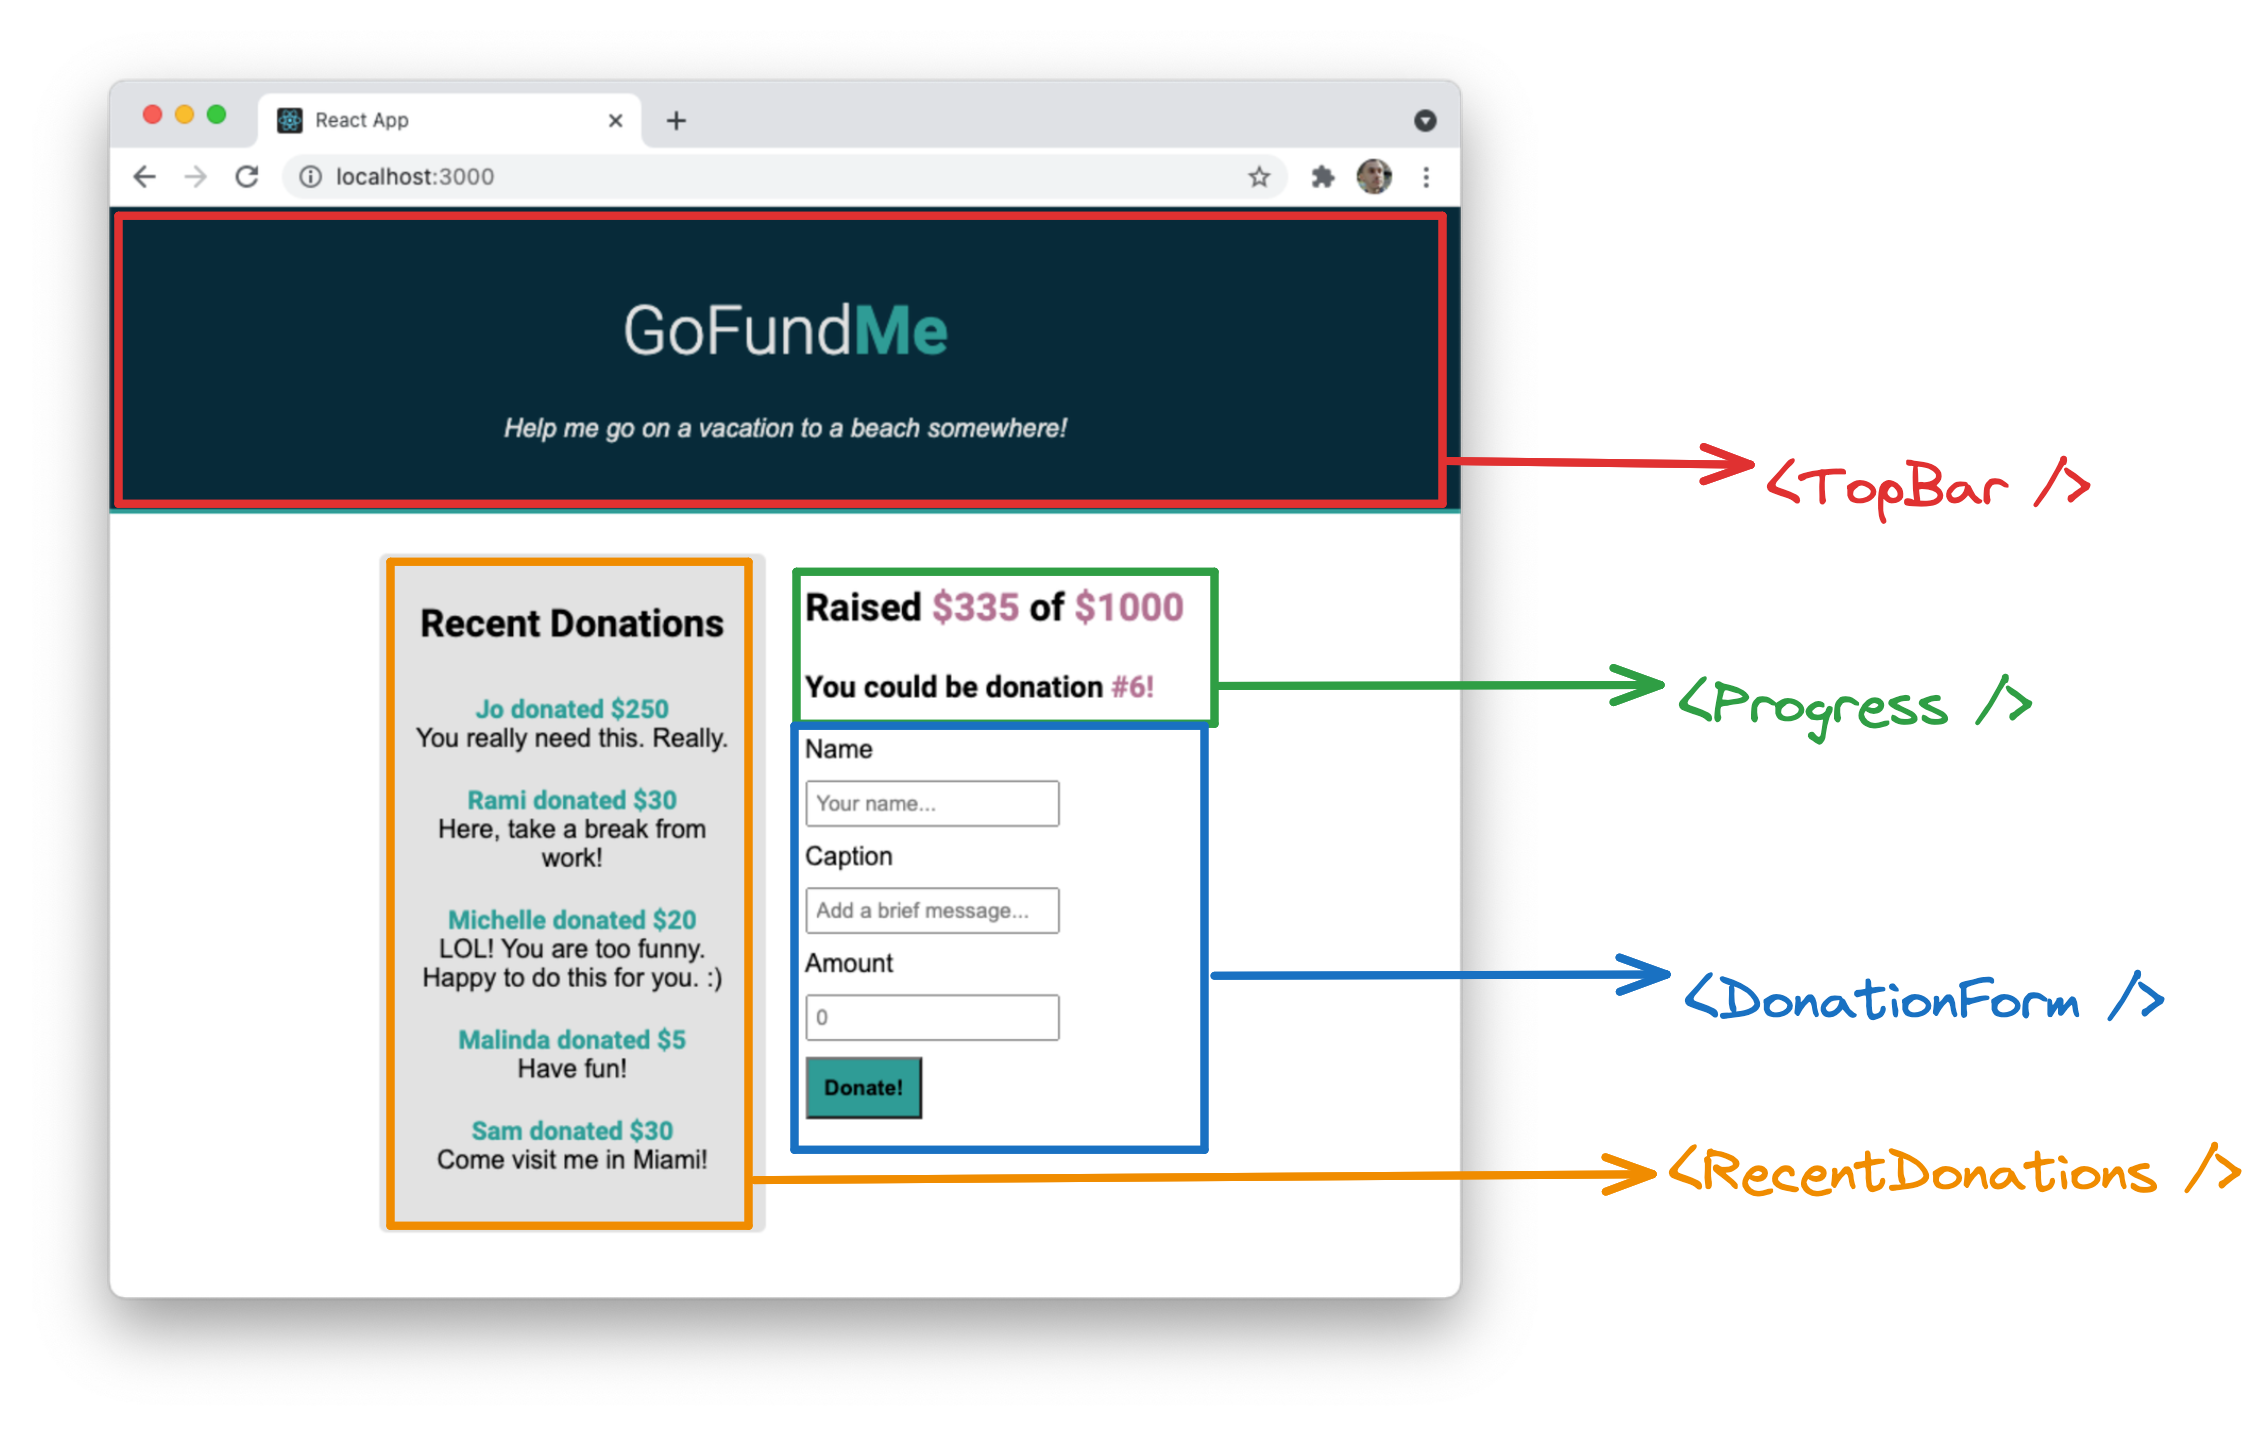 React App
localhost:3000
GoFundMe
Help me go on a vacation to a beach somewhere!
<TopBar />
Recent Donations
Jo donated $250
You really need this. Really.
Rami donated $30
Here, take a break from
work!
Michelle donated $20
LOL! You are too funny.
Happy to do this for you. :)
Malinda donated $5
Have fun!
Sam donated $30
Come visit me in Miami!
Raised $335 of $1000
You could be donation #6!
<Progress />
Name
Your name...
Caption
Add a brief message...
Amount
0
Donate!
<DonationForm />
<RecentDonations />